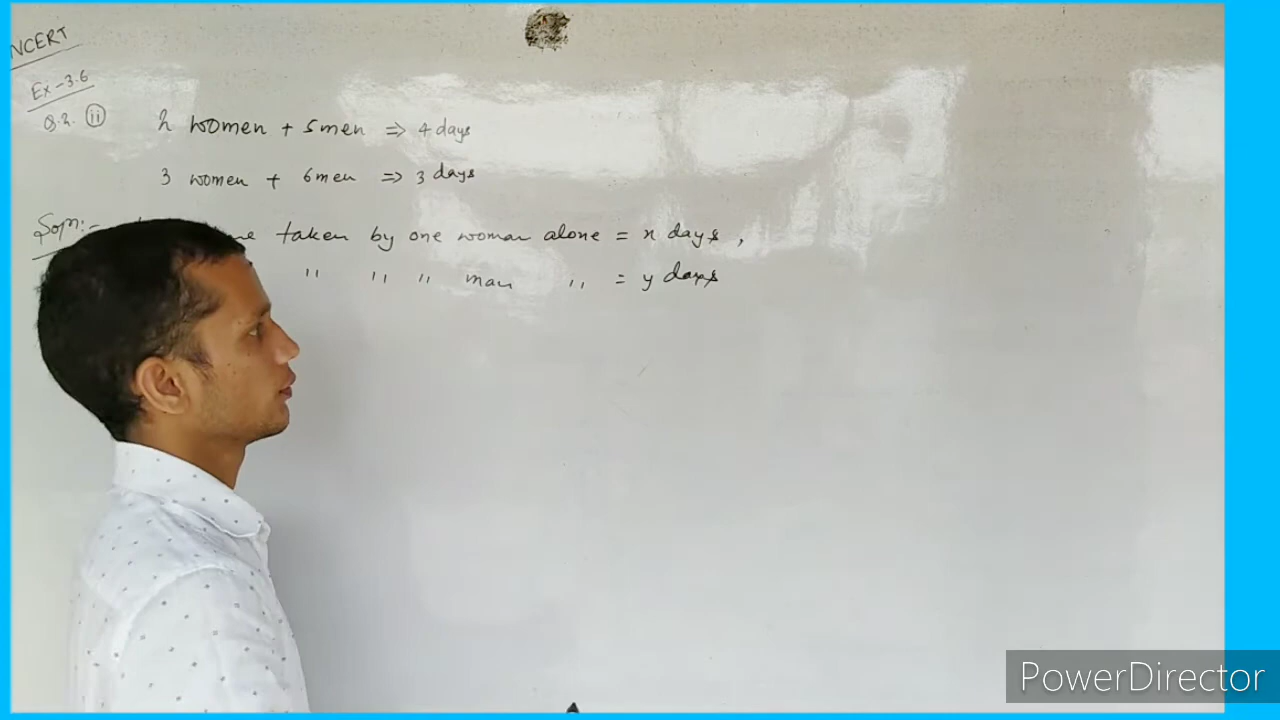 NCERT
Ex-3.6
Q.2. (ii) 2 women + 5 men ⇒ 4 days
3 women + 6 men ⇒ 3 days
Soln:- taken by one woman alone = x days,
" " " man " = y days
PowerDirector